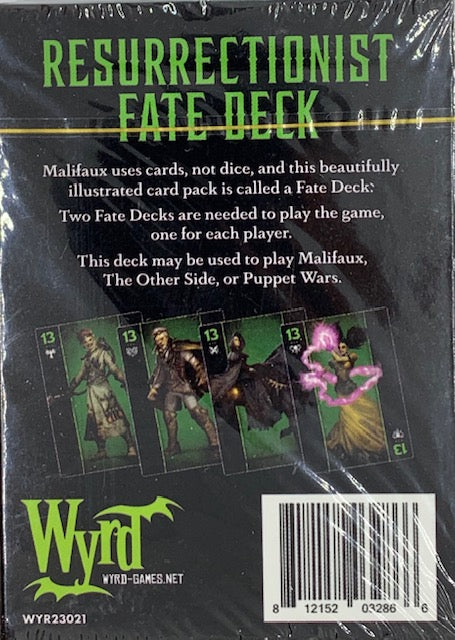 RESURRECTIONIST
FATE DECK
Malifaux uses cards, not dice, and this beautifully
illustrated card pack is called a Fate Deck.
Two Fate Decks are needed to play the game,
one for each player.
This deck may be used to play Malifaux,
The Other Side, or Puppet Wars.
13 13 13 13
13
Wyrd
WYRD-GAMES.NET
WYR23021
8 12152 03286 6